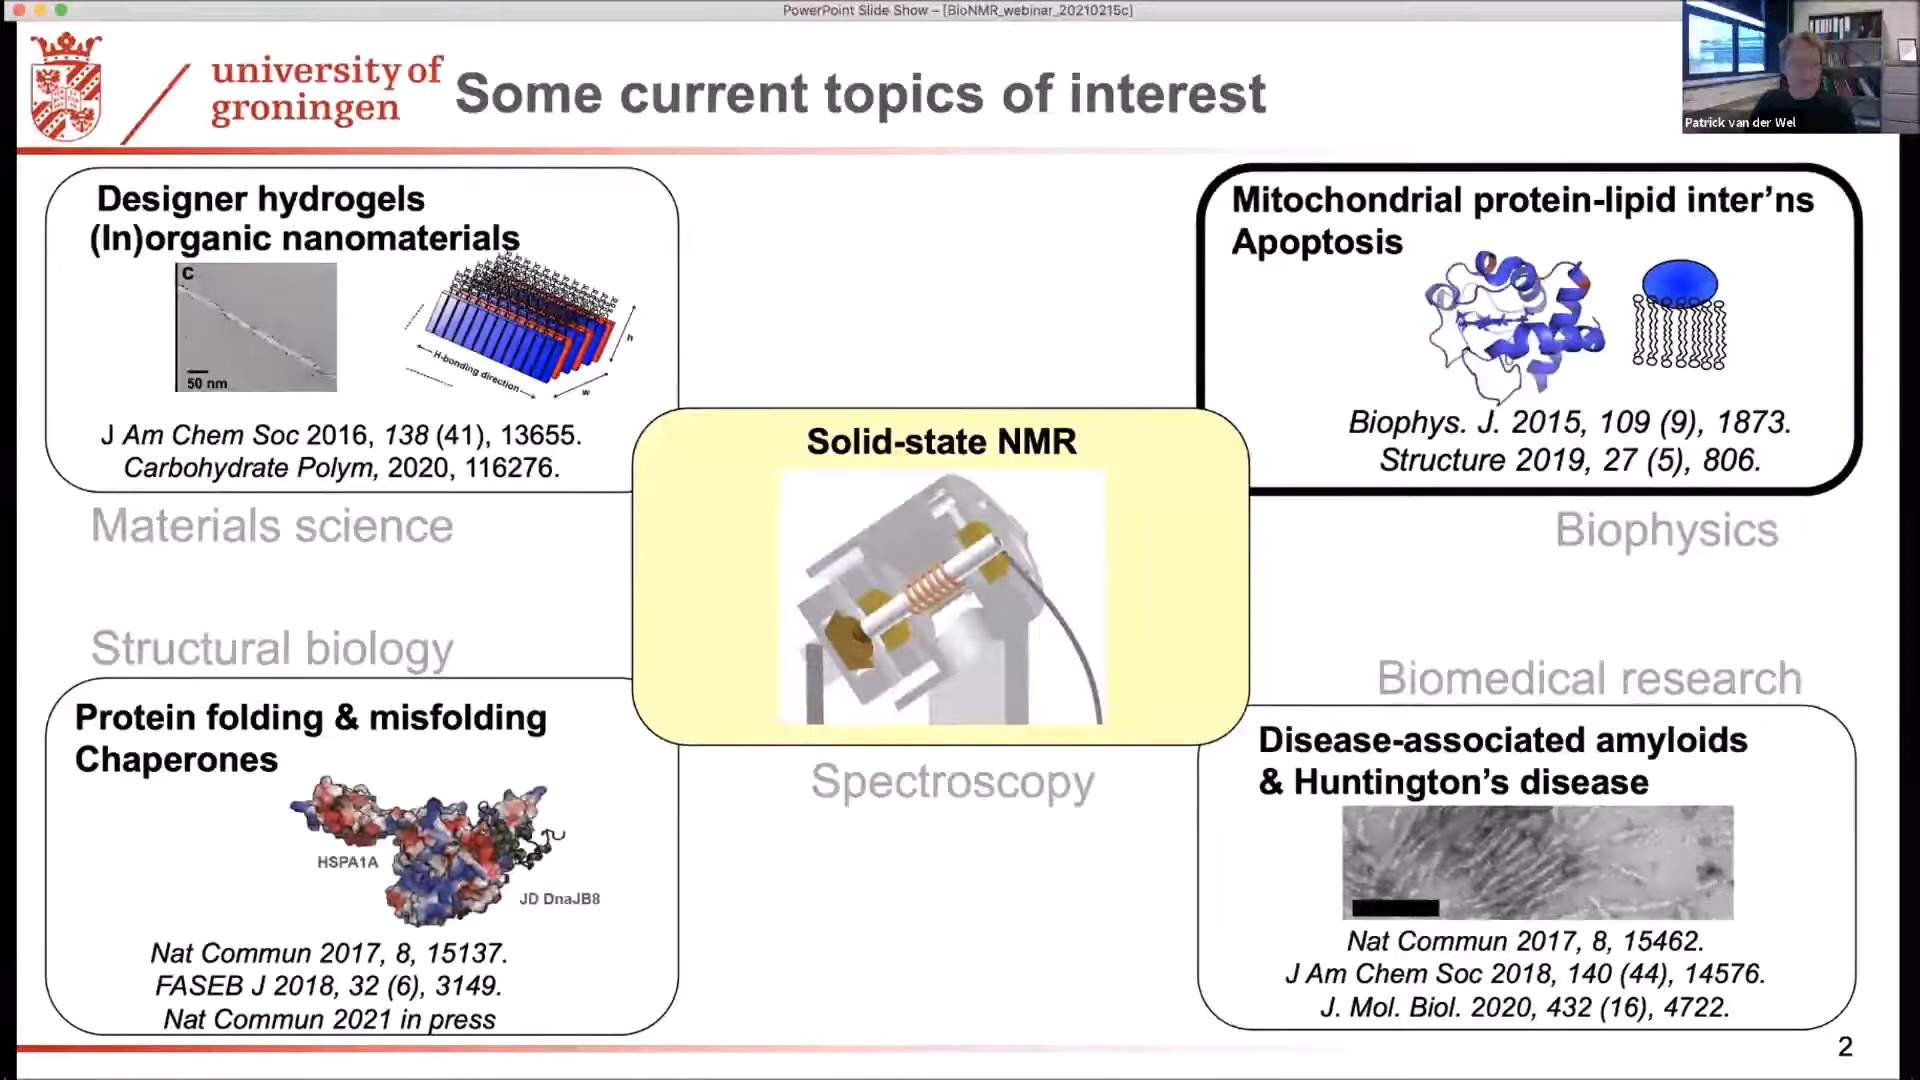 PowerPoint Slide Show – [BioNMR_webinar_20210215c]
university of
groningen
Some current topics of interest
Patrick van der Wel
Designer hydrogels
(In)organic nanomaterials
C
50 nm
H-bonding direction
h
w
J Am Chem Soc 2016, 138 (41), 13655.
Carbohydrate Polym, 2020, 116276.
Materials science
Mitochondrial protein-lipid inter’ns
Apoptosis
Biophys. J. 2015, 109 (9), 1873.
Structure 2019, 27 (5), 806.
Biophysics
Solid-state NMR
Spectroscopy
Structural biology
Protein folding & misfolding
Chaperones
HSPA1A
JD DnaJB8
Nat Commun 2017, 8, 15137.
FASEB J 2018, 32 (6), 3149.
Nat Commun 2021 in press
Biomedical research
Disease-associated amyloids
& Huntington’s disease
Nat Commun 2017, 8, 15462.
J Am Chem Soc 2018, 140 (44), 14576.
J. Mol. Biol. 2020, 432 (16), 4722.
2